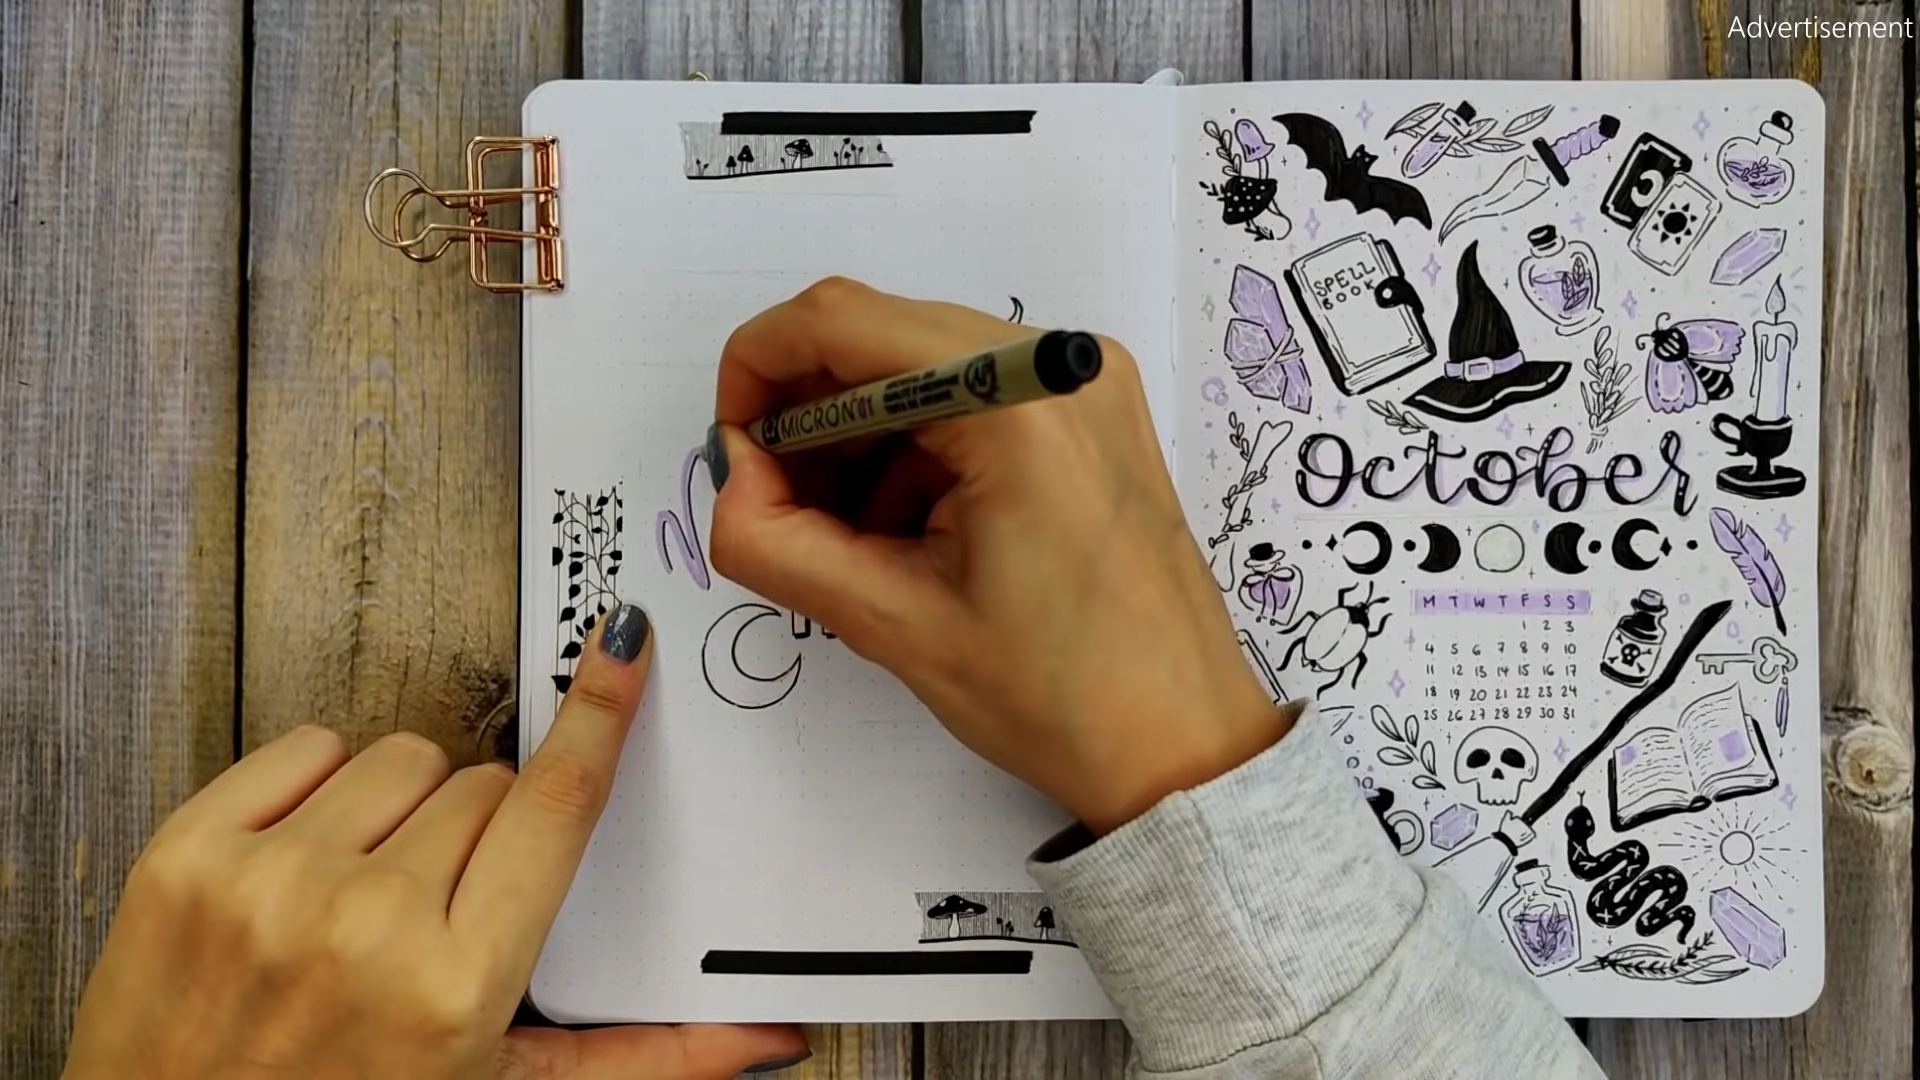 Advertisement
SPELL
BOOK
MICRON 01
October
M T W T F S S
1 2 3
4 5 6 7 8 9 10
11 12 13 14 15 16 17
18 19 20 21 22 23 24
25 26 27 28 29 30 31